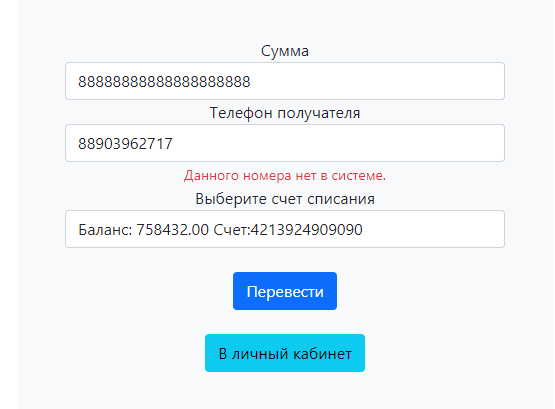 Сумма
88888888888888888888
Телефон получателя
88903962717
Данного номера нет в системе.
Выберите счет списания
Баланс: 758432.00 Счет:4213924909090
Перевести
В личный кабинет